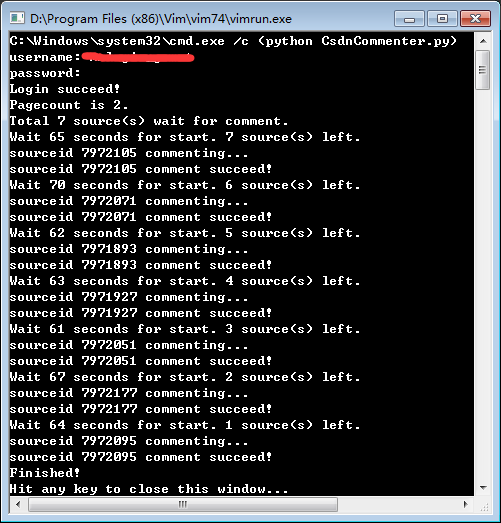 D:\Program Files (x86)\Vim\vim74\vimrun.exe
C:\Windows\system32\cmd.exe /c (python CsdnCommenter.py)
username:
password:
Login succeed!
Pagecount is 2.
Total 7 source(s) wait for comment.
Wait 65 seconds for start. 7 source(s) left.
sourceid 7972105 commenting...
sourceid 7972105 comment succeed!
Wait 70 seconds for start. 6 source(s) left.
sourceid 7972071 commenting...
sourceid 7972071 comment succeed!
Wait 62 seconds for start. 5 source(s) left.
sourceid 7971893 commenting...
sourceid 7971893 comment succeed!
Wait 63 seconds for start. 4 source(s) left.
sourceid 7971927 commenting...
sourceid 7971927 comment succeed!
Wait 61 seconds for start. 3 source(s) left.
sourceid 7972051 commenting...
sourceid 7972051 comment succeed!
Wait 67 seconds for start. 2 source(s) left.
sourceid 7972177 commenting...
sourceid 7972177 comment succeed!
Wait 64 seconds for start. 1 source(s) left.
sourceid 7972095 commenting...
sourceid 7972095 comment succeed!
Finished!
Hit any key to close this window...